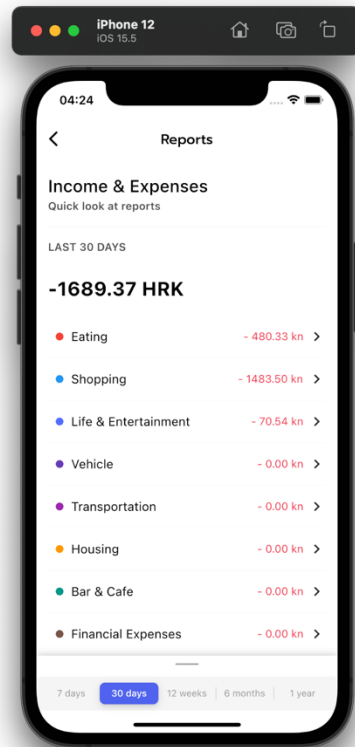 iPhone 12
iOS 15.5
04:24
Reports
Income & Expenses
Quick look at reports
LAST 30 DAYS
-1689.37 HRK
Eating - 480.33 kn
Shopping - 1483.50 kn
Life & Entertainment - 70.54 kn
Vehicle - 0.00 kn
Transportation - 0.00 kn
Housing - 0.00 kn
Bar & Cafe - 0.00 kn
Financial Expenses - 0.00 kn
7 days 30 days 12 weeks 6 months 1 year